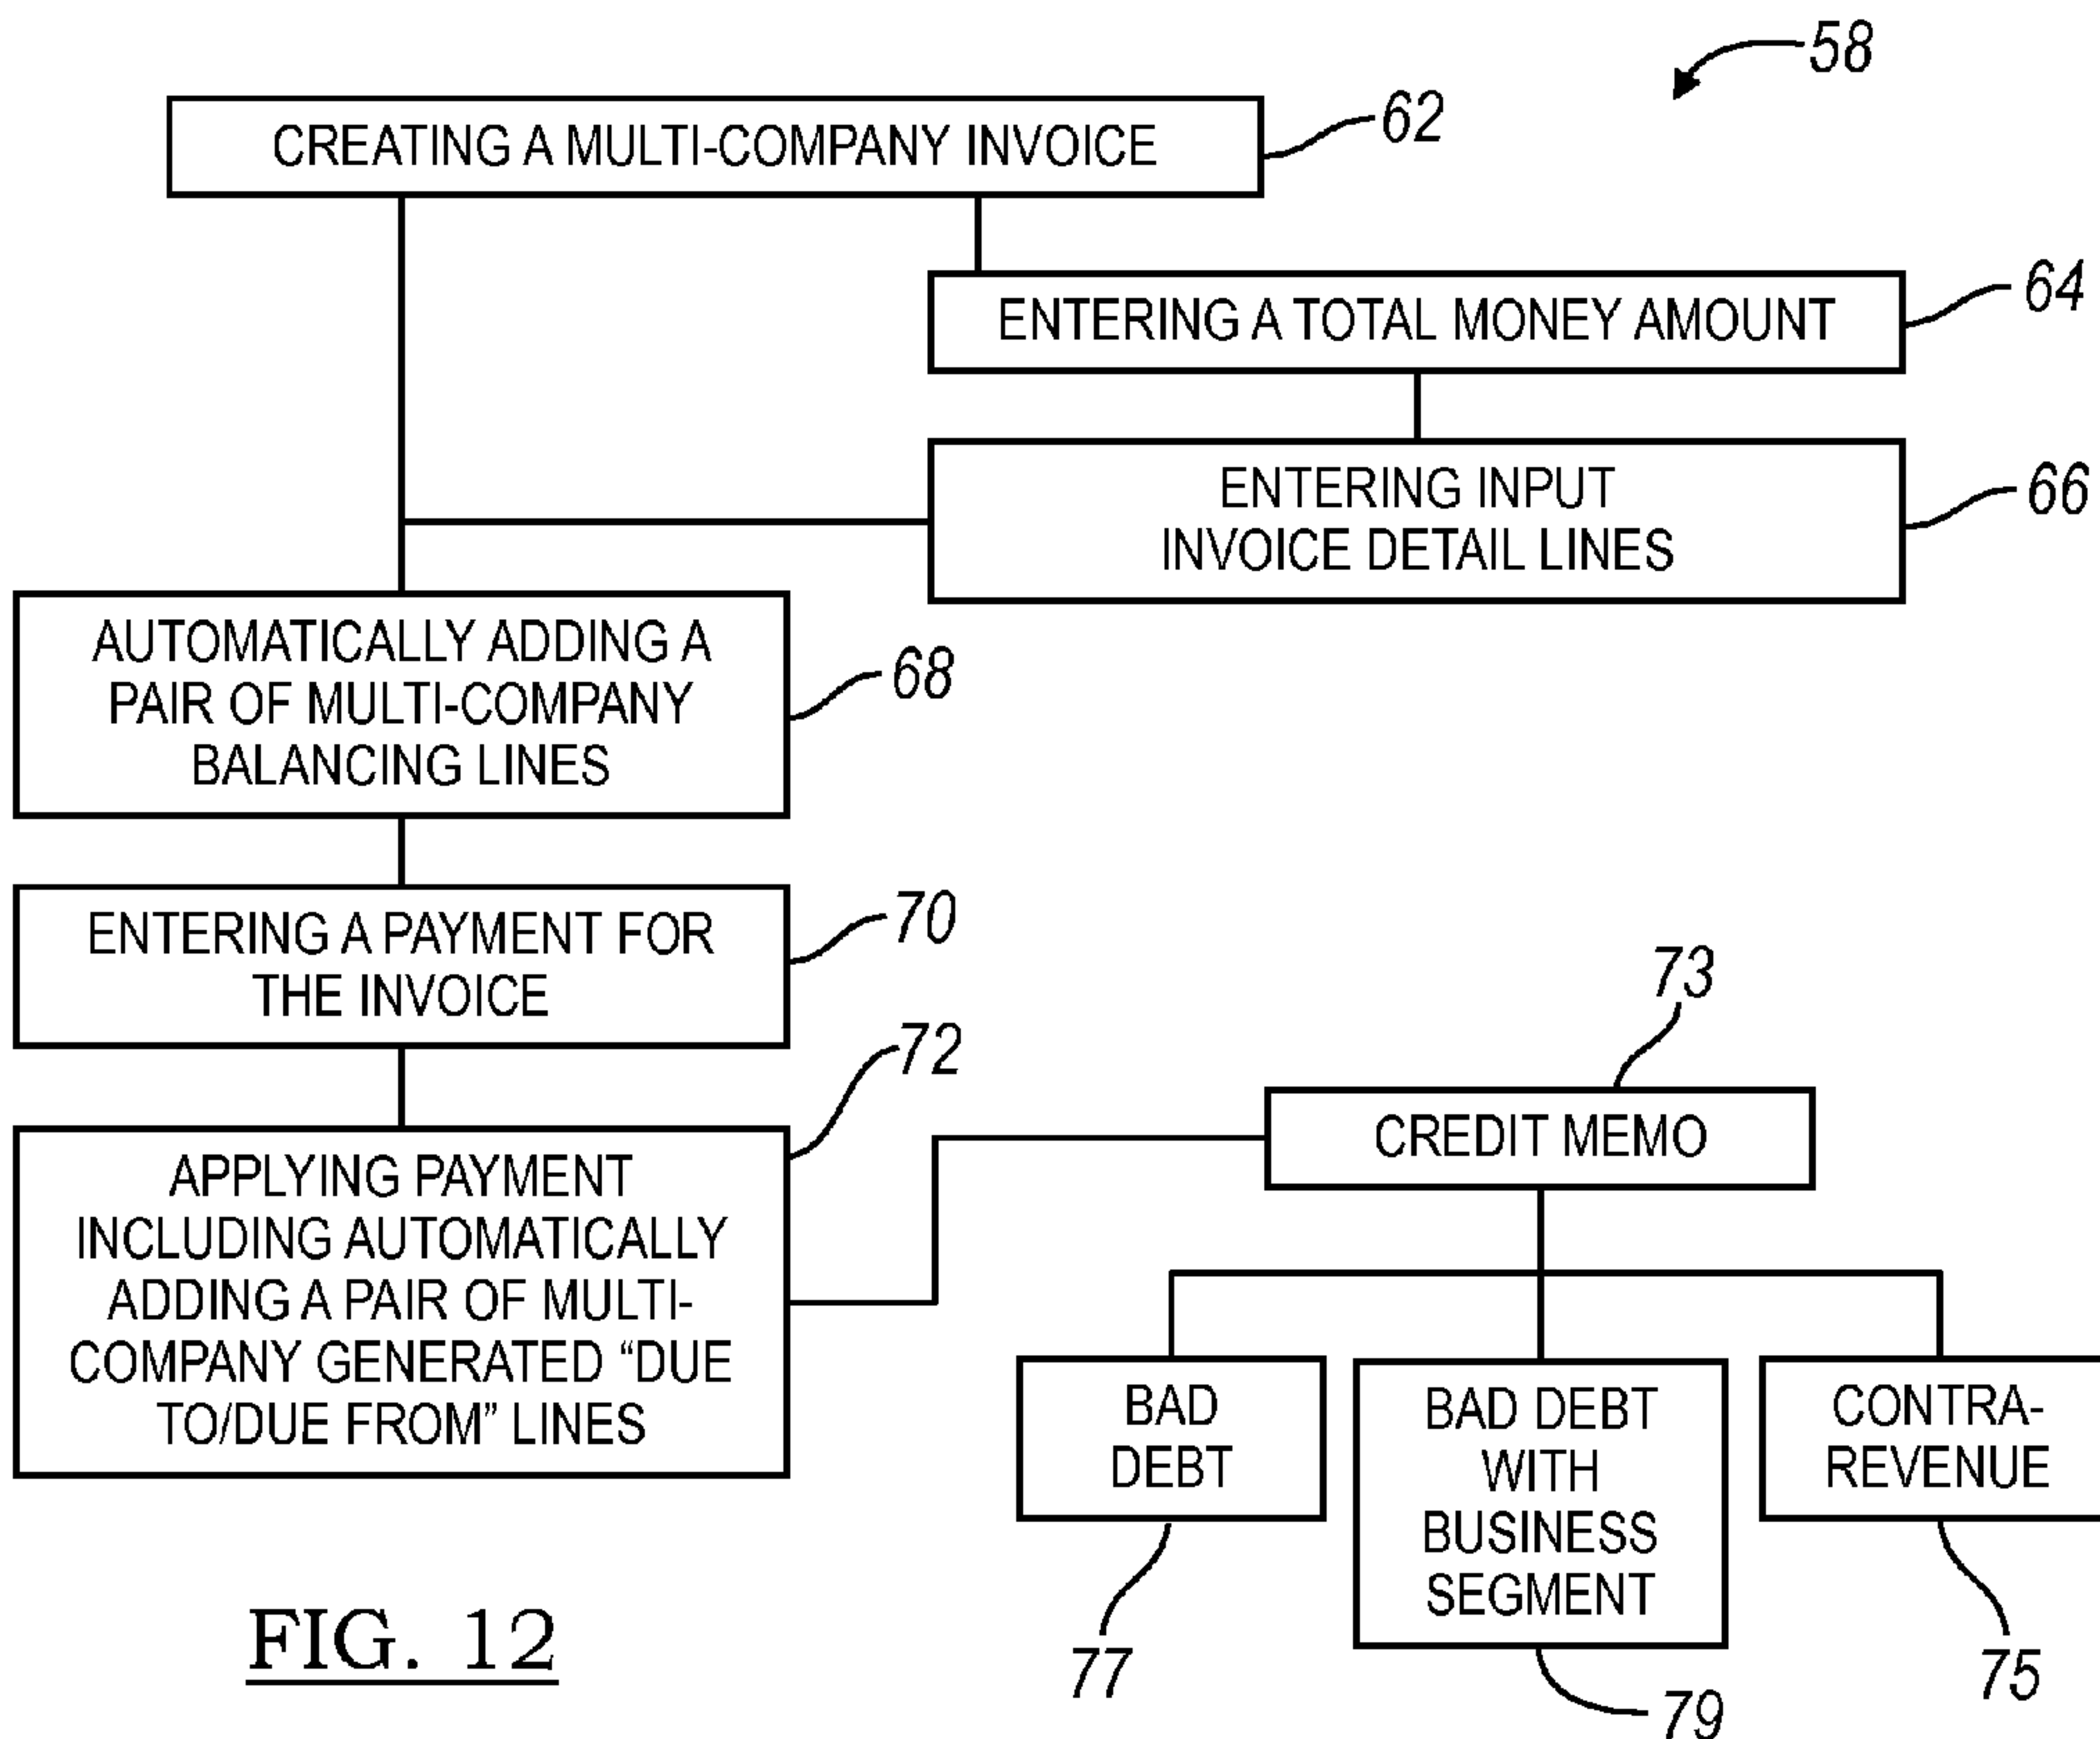 58
CREATING A MULTI-COMPANY INVOICE
62
ENTERING A TOTAL MONEY AMOUNT
64
ENTERING INPUT
INVOICE DETAIL LINES
66
AUTOMATICALLY ADDING A
PAIR OF MULTI-COMPANY
BALANCING LINES
68
ENTERING A PAYMENT FOR
THE INVOICE
70
APPLYING PAYMENT
INCLUDING AUTOMATICALLY
ADDING A PAIR OF MULTI-
COMPANY GENERATED “DUE
TO/DUE FROM” LINES
72
73
CREDIT MEMO
BAD
DEBT
77
BAD DEBT
WITH
BUSINESS
SEGMENT
79
CONTRA-
REVENUE
75
FIG. 12